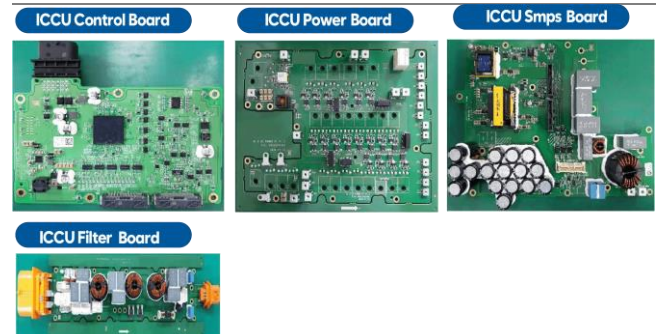 ICCU Control Board
ICCU Power Board
ICCU Smps Board
ICCU Filter Board